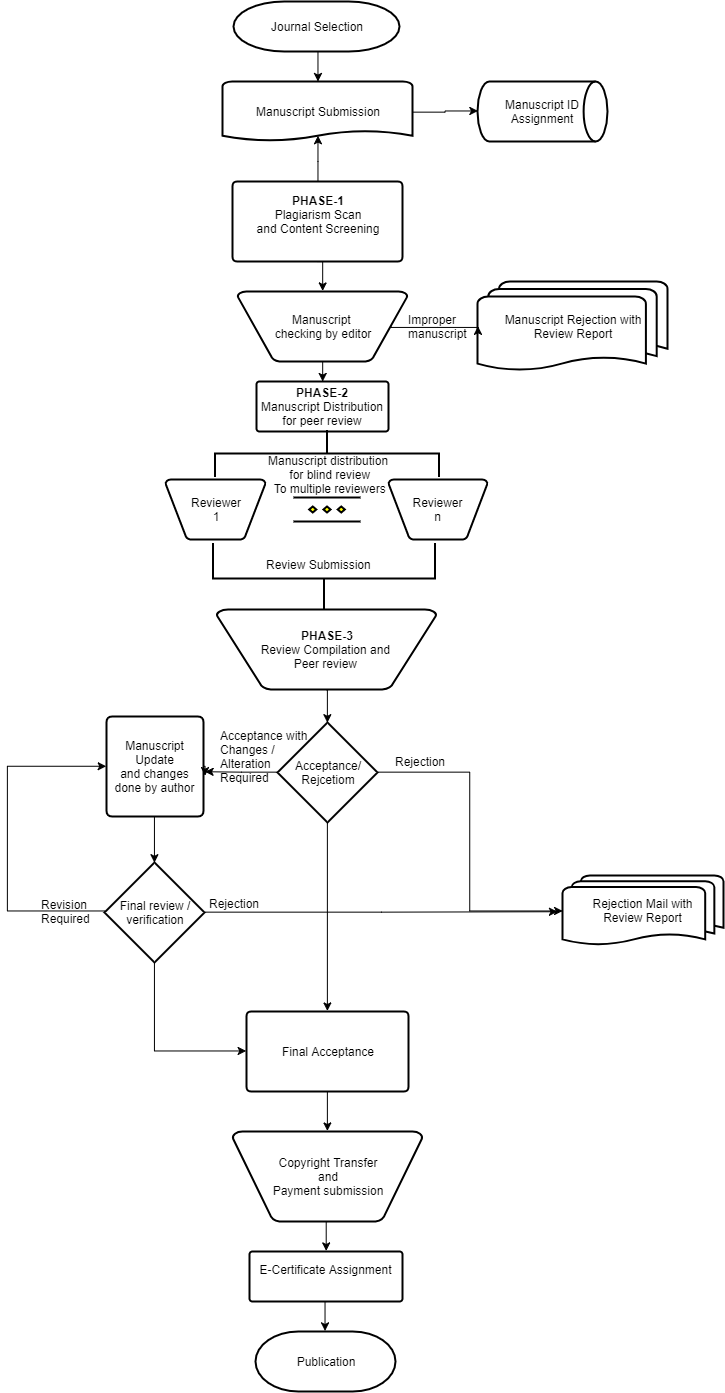 Journal Selection
Manuscript Submission
Manuscript ID
Assignment
PHASE-1
Plagiarism Scan
and Content Screening
Manuscript
checking by editor
Improper
manuscript
Manuscript Rejection with
Review Report
PHASE-2
Manuscript Distribution
for peer review
Manuscript distribution
for blind review
To multiple reviewers
Reviewer
1
Reviewer
n
Review Submission
PHASE-3
Review Compilation and
Peer review
Manuscript
Update
and changes
done by author
Acceptance with
Changes /
Alteration
Required
Acceptance/
Rejcetiom
Rejection
Revision
Required
Final review /
verification
Rejection
Rejection Mail with
Review Report
Final Acceptance
Copyright Transfer
and
Payment submission
E-Certificate Assignment
Publication